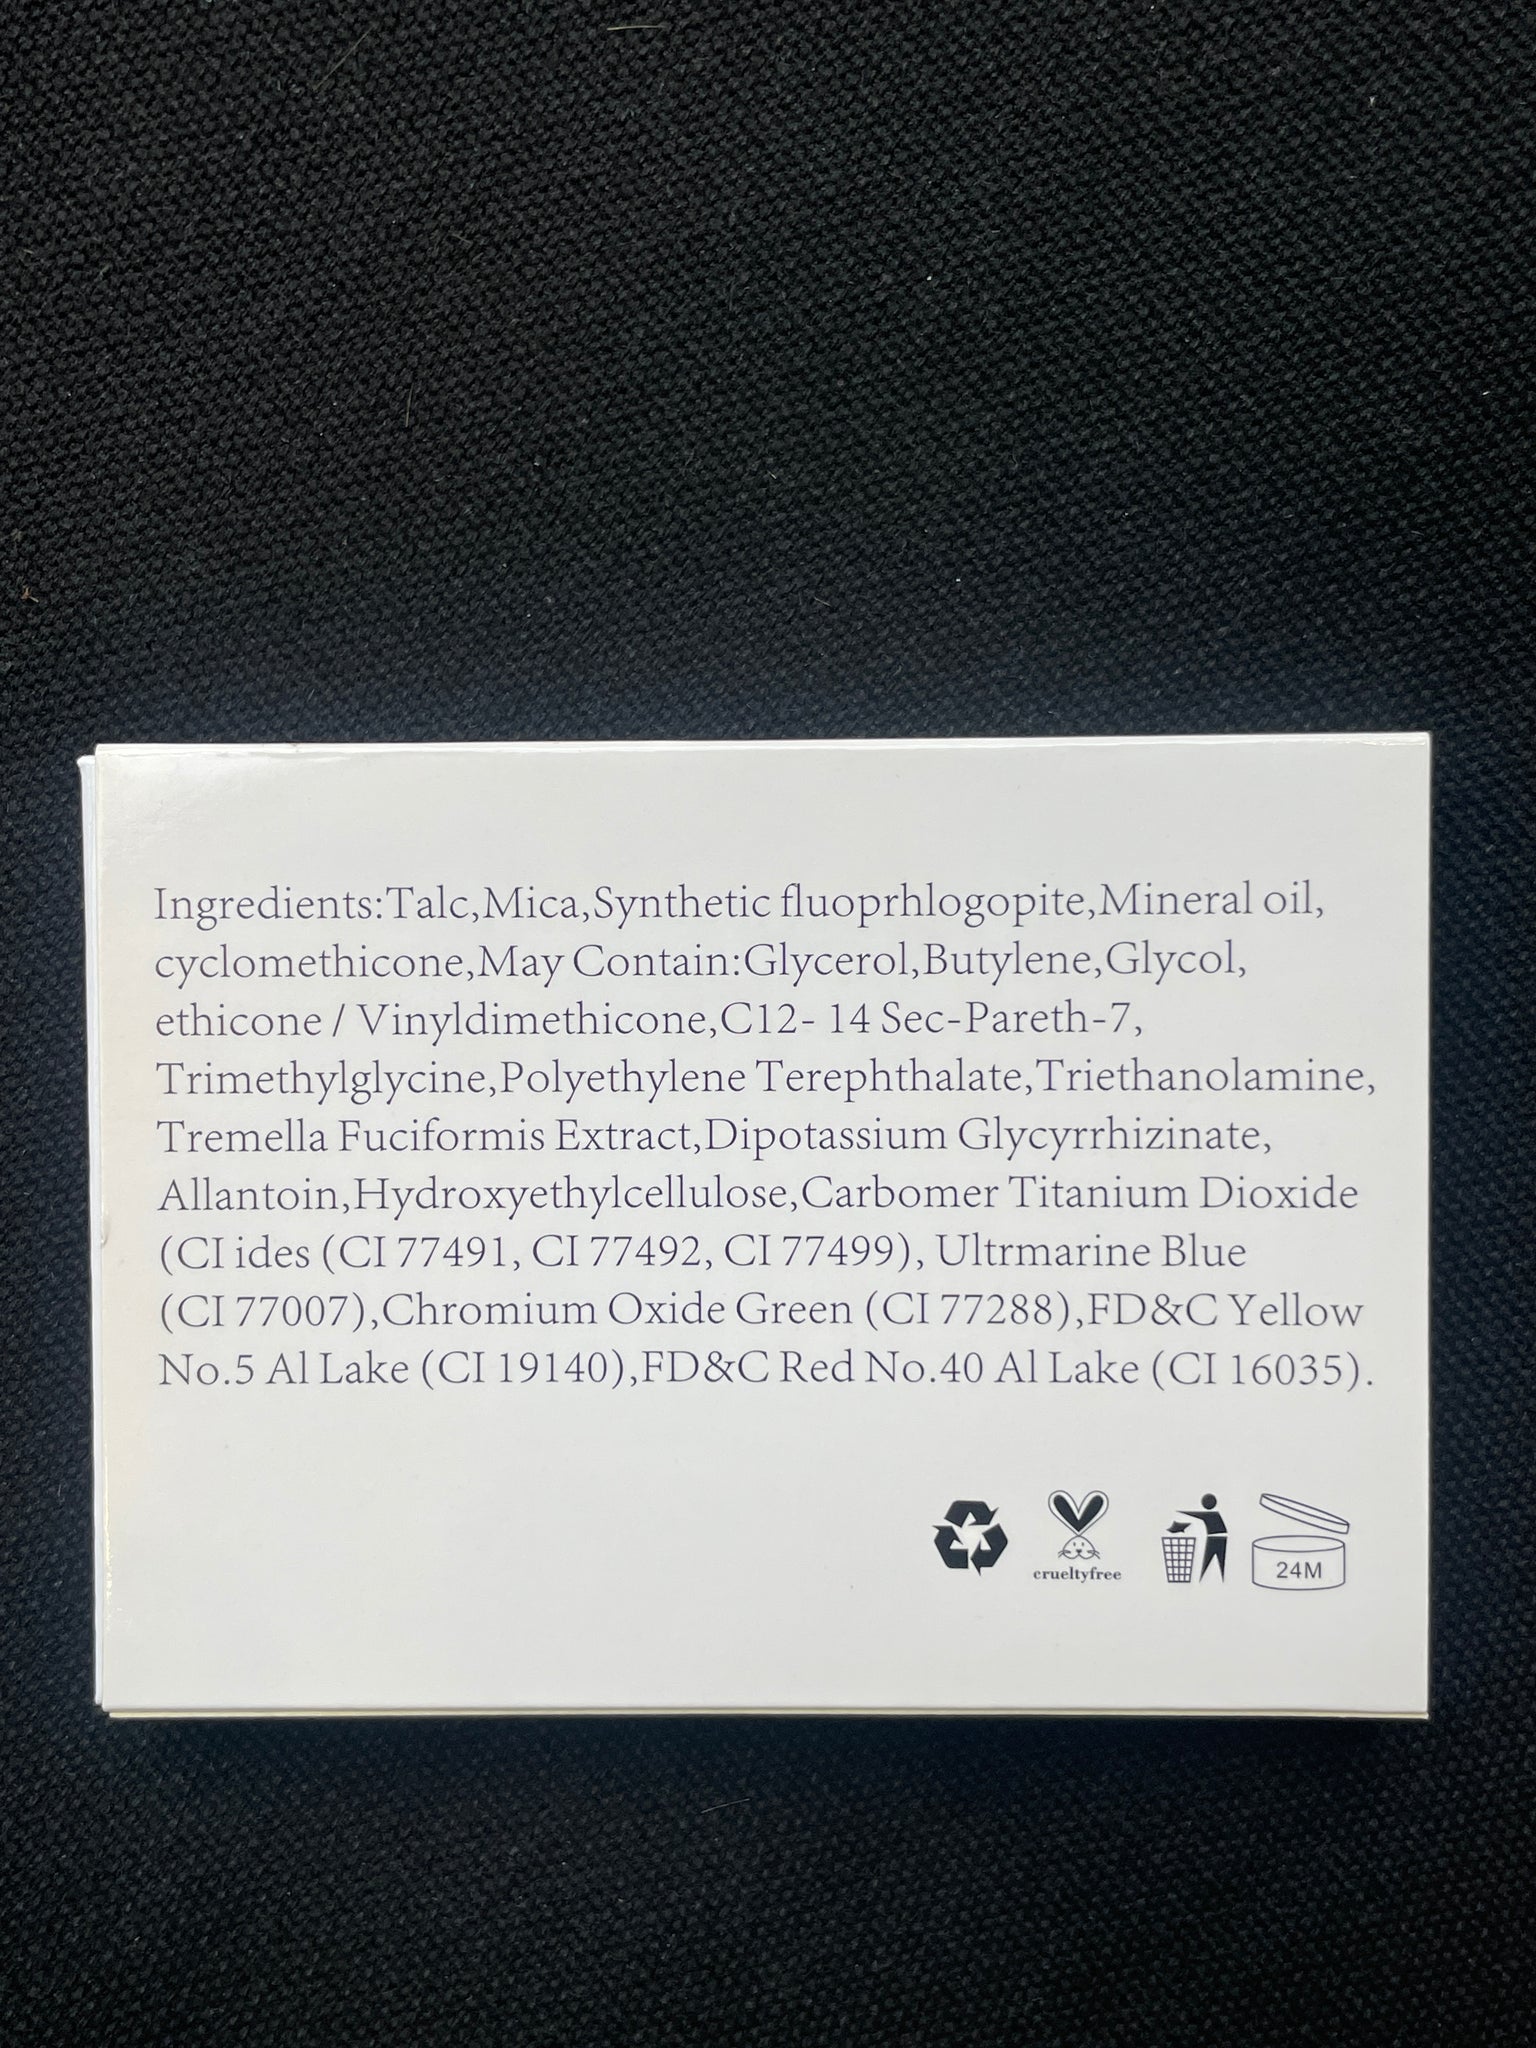 Ingredients:Talc,Mica,Synthetic fluoprhlogopite,Mineral oil,
cyclomethicone,May Contain:Glycerol,Butylene,Glycol,
ethicone / Vinyldimethicone,C12- 14 Sec-Pareth-7,
Trimethylglycine,Polyethylene Terephthalate,Triethanolamine,
Tremella Fuciformis Extract,Dipotassium Glycyrrhizinate,
Allantoin,Hydroxyethylcellulose,Carbomer Titanium Dioxide
(CI ides (CI 77491, CI 77492, CI 77499), Ultrmarine Blue
(CI 77007),Chromium Oxide Green (CI 77288),FD&C Yellow
No.5 Al Lake (CI 19140),FD&C Red No.40 Al Lake (CI 16035).
crueltyfree
24M